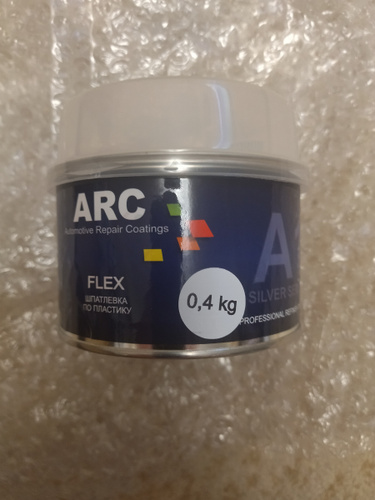 ARC
Automotive Repair Coatings
FLEX
ШПАТЛЕВКА
ПО ПЛАСТИКУ
0,4 kg
A
SILVER
PROFESSIONAL